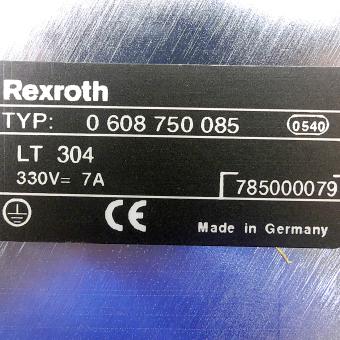 Rexroth
TYP: 0 608 750 085 0540
LT 304
330V= 7A
785000079
CE Made in Germany